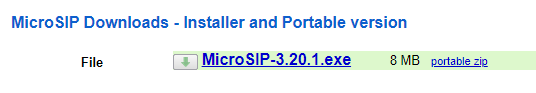 MicroSIP Downloads - Installer and Portable version
File MicroSIP-3.20.1.exe 8 MB portable zip